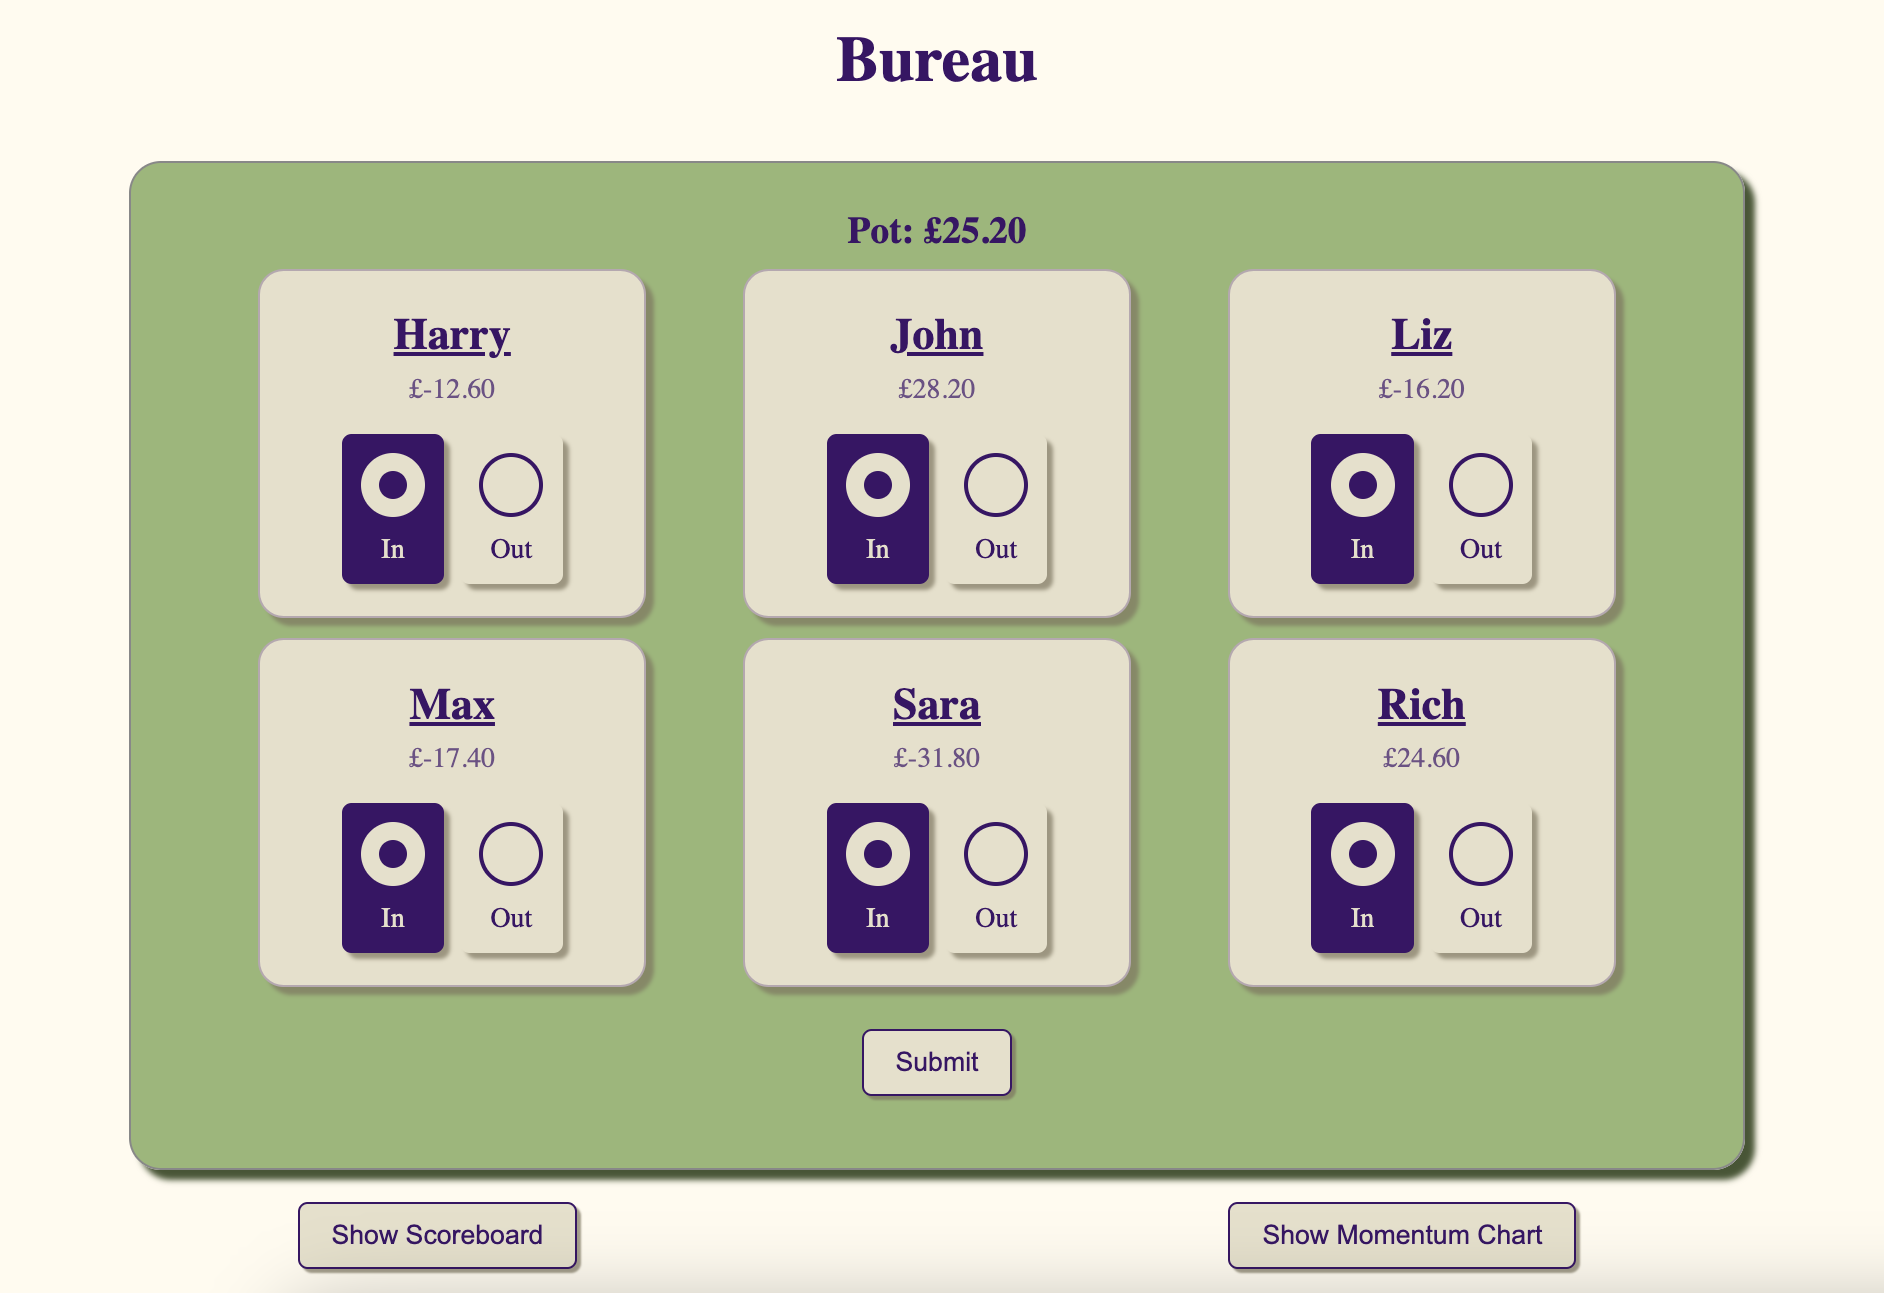 Bureau
Pot: £25.20
Harry
£-12.60
In Out
John
£28.20
In Out
Liz
£-16.20
In Out
Max
£-17.40
In Out
Sara
£-31.80
In Out
Rich
£24.60
In Out
Submit
Show Scoreboard
Show Momentum Chart